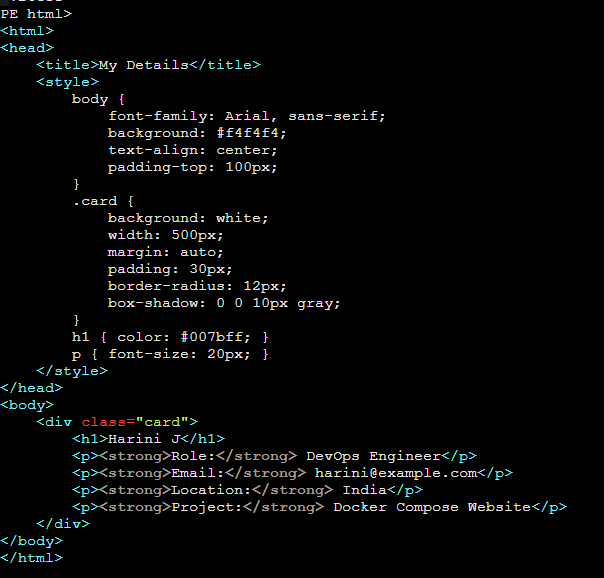 PE html>
<html>
<head>
    <title>My Details</title>
    <style>
        body {
            font-family: Arial, sans-serif;
            background: #f4f4f4;
            text-align: center;
            padding-top: 100px;
        }
        .card {
            background: white;
            width: 500px;
            margin: auto;
            padding: 30px;
            border-radius: 12px;
            box-shadow: 0 0 10px gray;
        }
        h1 { color: #007bff; }
        p { font-size: 20px; }
    </style>
</head>
<body>
    <div class="card">
        <h1>Harini J</h1>
        <p><strong>Role:</strong> DevOps Engineer</p>
        <p><strong>Email:</strong> harini@example.com</p>
        <p><strong>Location:</strong> India</p>
        <p><strong>Project:</strong> Docker Compose Website</p>
    </div>
</body>
</html>